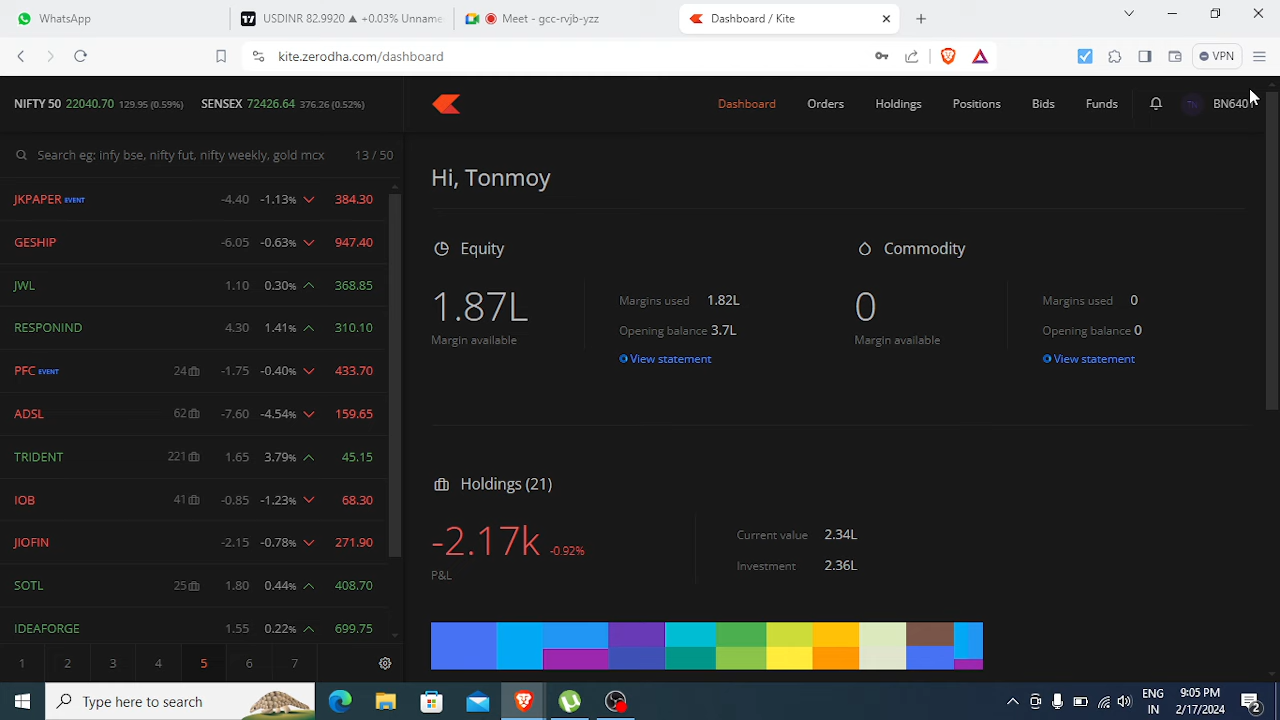 WhatsApp
USDINR 82.9920 ▲ +0.03% Unname
Meet - gcc-rvjb-yzz
Dashboard / Kite
kite.zerodha.com/dashboard
VPN
NIFTY 50 22040.70 129.95 (0.59%) SENSEX 72426.64 376.26 (0.52%)
Dashboard Orders Holdings Positions Bids Funds
Search eg: infy bse, nifty fut, nifty weekly, gold mcx 13 / 50
JKPAPER EVENT -4.40 -1.13% 384.30
GESHIP -6.05 -0.63% 947.40
JWL 1.10 0.30% 368.85
RESPONIND 4.30 1.41% 310.10
PFC EVENT 24 -1.75 -0.40% 433.70
ADSL 62 -7.60 -4.54% 159.65
TRIDENT 221 1.65 3.79% 45.15
IOB 41 -0.85 -1.23% 68.30
JIOFIN -2.15 -0.78% 271.90
SOTL 25 1.80 0.44% 408.70
IDEAFORGE 1.55 0.22% 699.75
1 2 3 4 5 6 7
Hi, Tonmoy
Equity
1.87L
Margin available
Margins used 1.82L
Opening balance 3.7L
View statement
Commodity
0
Margin available
Margins used 0
Opening balance 0
View statement
Holdings (21)
-2.17k -0.92%
P&L
Current value 2.34L
Investment 2.36L
Type here to search
ENG
IN
9:05 PM
2/17/2024
2